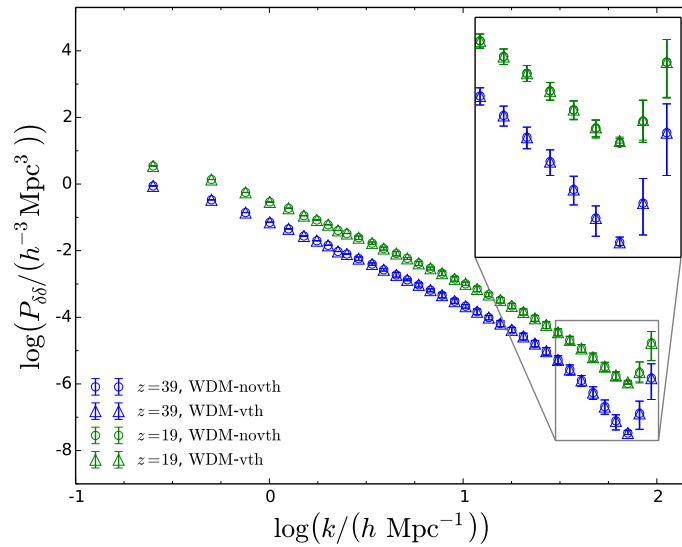 4
2
0
-2
-4
-6
-8
-1
0
1
2
log(P_δδ/(h^−3 Mpc^3))
log(k/(h Mpc^−1))
z=39, WDM-novth
z=39, WDM-vth
z=19, WDM-novth
z=19, WDM-vth